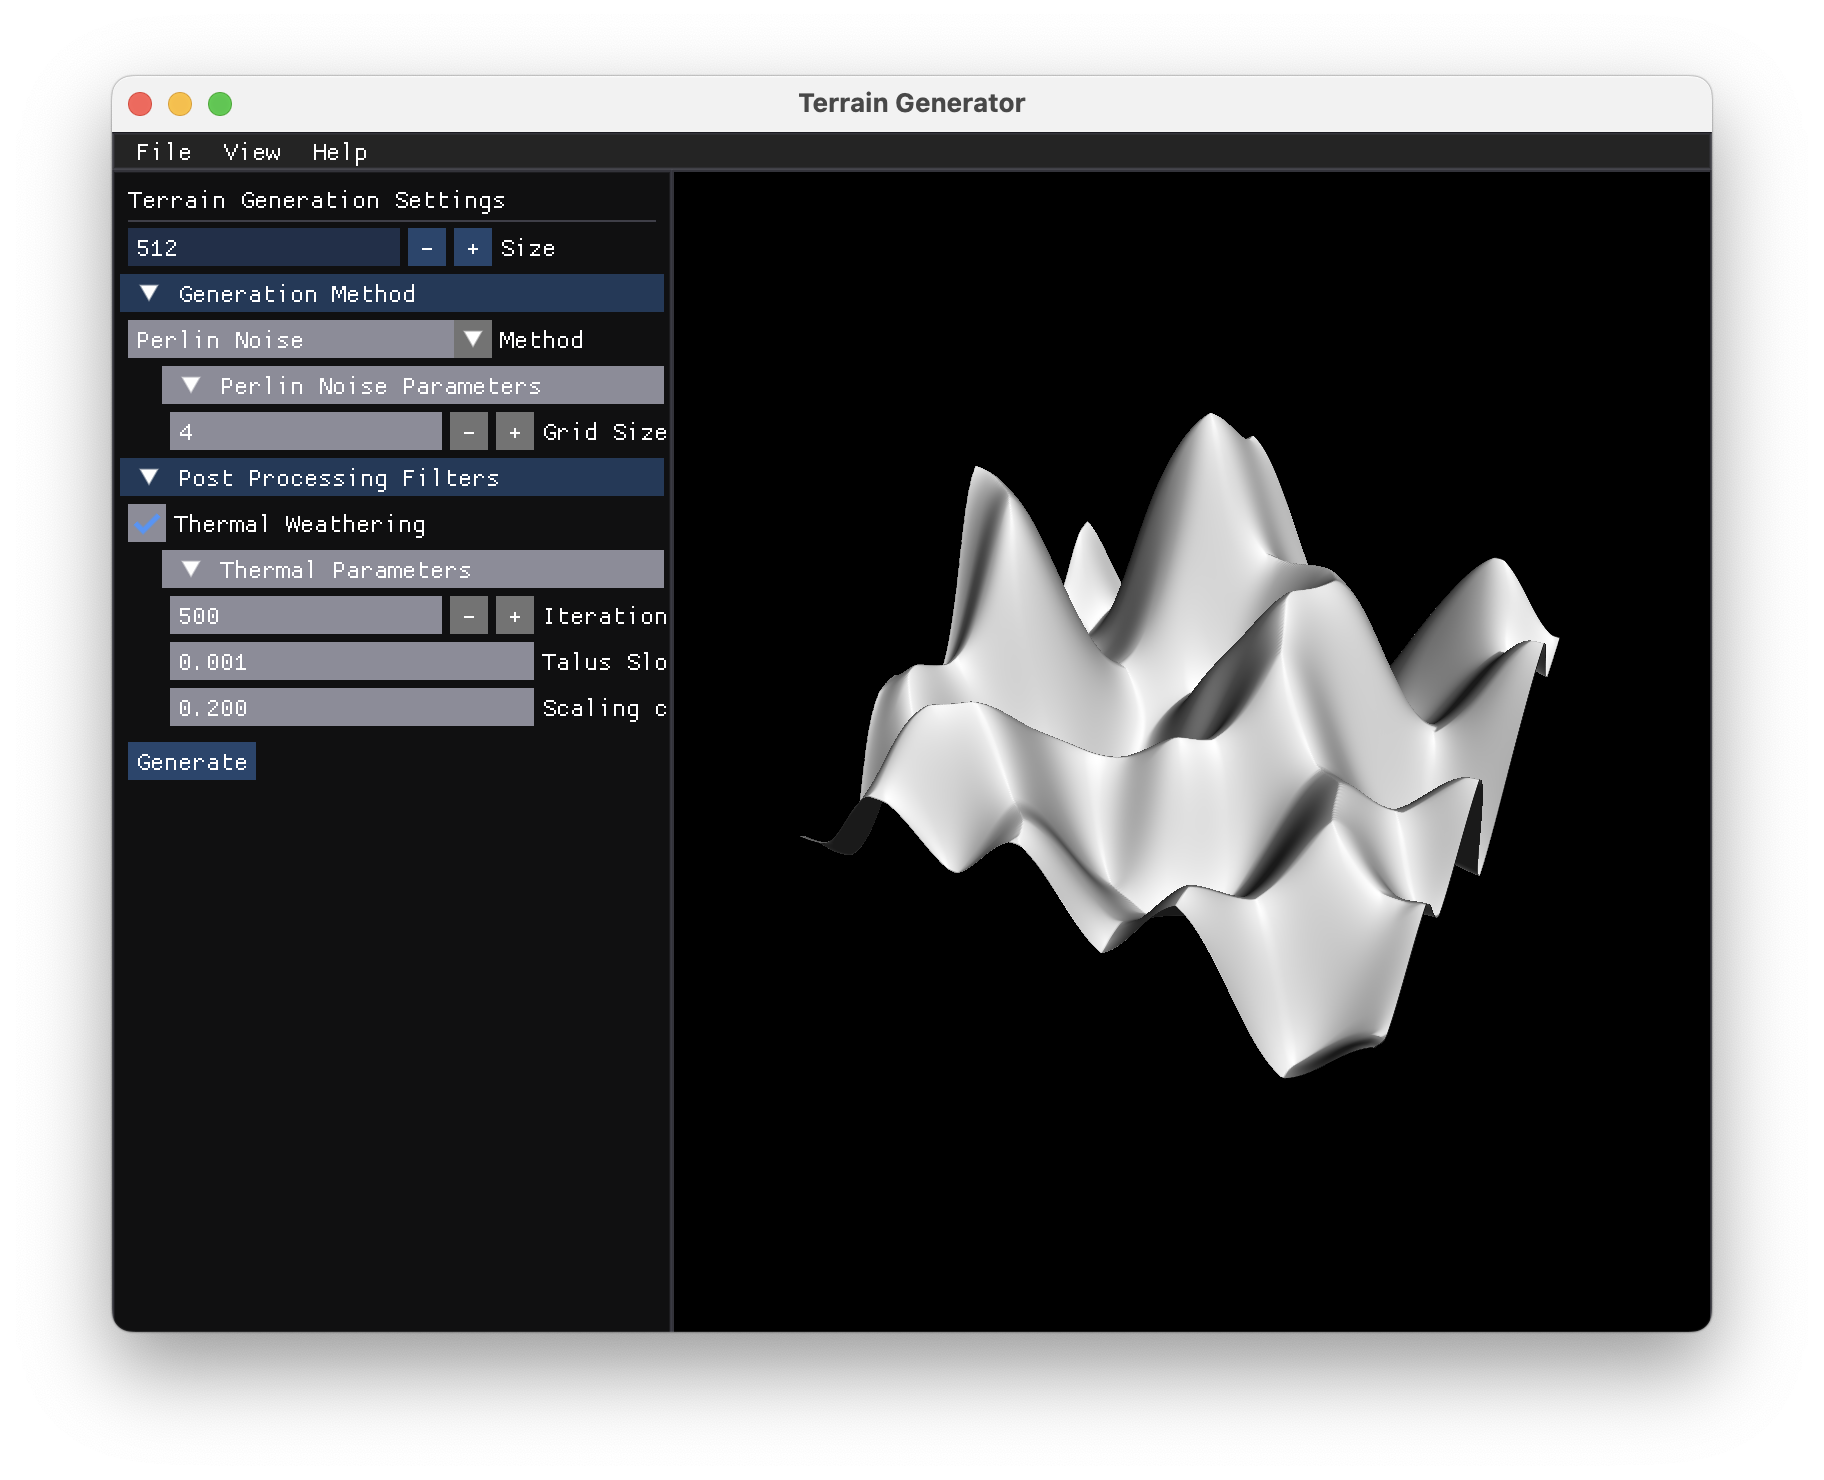 Terrain Generator
File View Help
Terrain Generation Settings
512 - + Size
Generation Method
Perlin Noise Method
Perlin Noise Parameters
4 - + Grid Size
Post Processing Filters
Thermal Weathering
Thermal Parameters
500 - + Iteration
0.001 Talus Slo
0.200 Scaling c
Generate